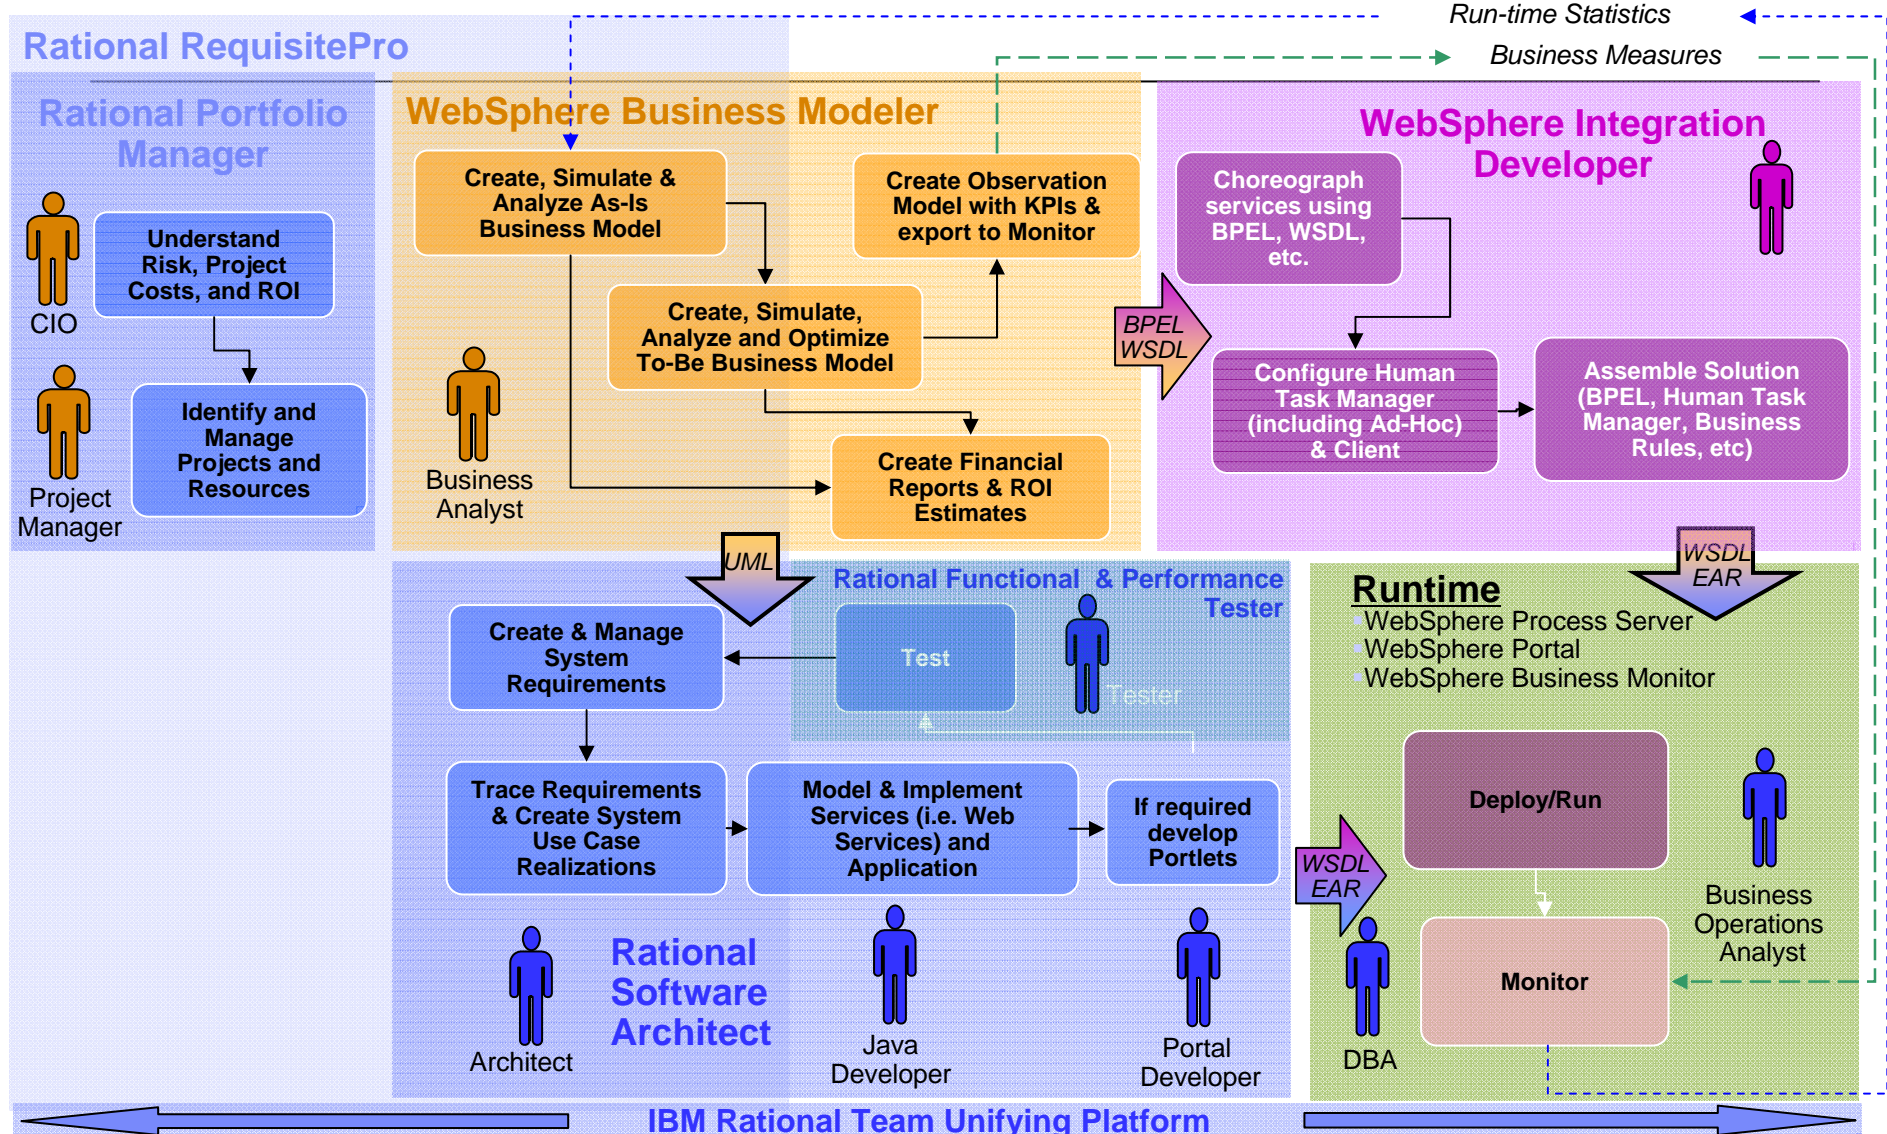 Run-time Statistics
Business Measures
Rational RequisitePro
Rational Portfolio
Manager
CIO
Understand
Risk, Project
Costs, and ROI
Project
Manager
Identify and
Manage
Projects and
Resources
WebSphere Business Modeler
Create, Simulate &
Analyze As-Is
Business Model
Create Observation
Model with KPIs &
export to Monitor
Create, Simulate,
Analyze and Optimize
To-Be Business Model
Business
Analyst
Create Financial
Reports & ROI
Estimates
BPEL
WSDL
WebSphere Integration
Developer
Choreograph
services using
BPEL, WSDL,
etc.
Configure Human
Task Manager
(including Ad-Hoc)
& Client
Assemble Solution
(BPEL, Human Task
Manager, Business
Rules, etc)
UML
WSDL
EAR
Rational Functional & Performance
Tester
Create & Manage
System
Requirements
Test
Tester
Trace Requirements
& Create System
Use Case
Realizations
Model & Implement
Services (i.e. Web
Services) and
Application
If required
develop
Portlets
WSDL
EAR
Architect
Rational
Software
Architect
Java
Developer
Portal
Developer
Runtime
WebSphere Process Server
WebSphere Portal
WebSphere Business Monitor
Deploy/Run
Business
Operations
Analyst
Monitor
DBA
IBM Rational Team Unifying Platform